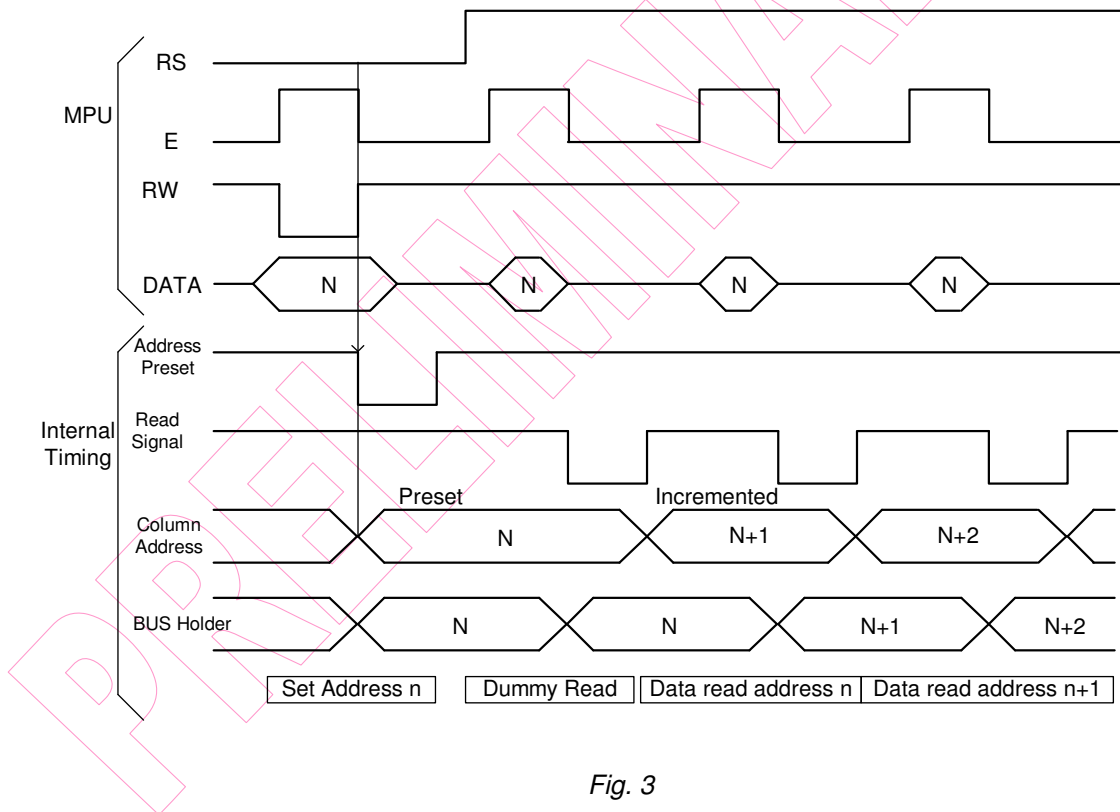 PRELIMINA
MPU
RS
E
RW
DATA N N N N
Internal
Timing
Address
Preset
Read
Signal
Preset Incremented
Column
Address
N N+1 N+2
BUS Holder N N N+1 N+2
Set Address n Dummy Read Data read address n Data read address n+1
Fig. 3